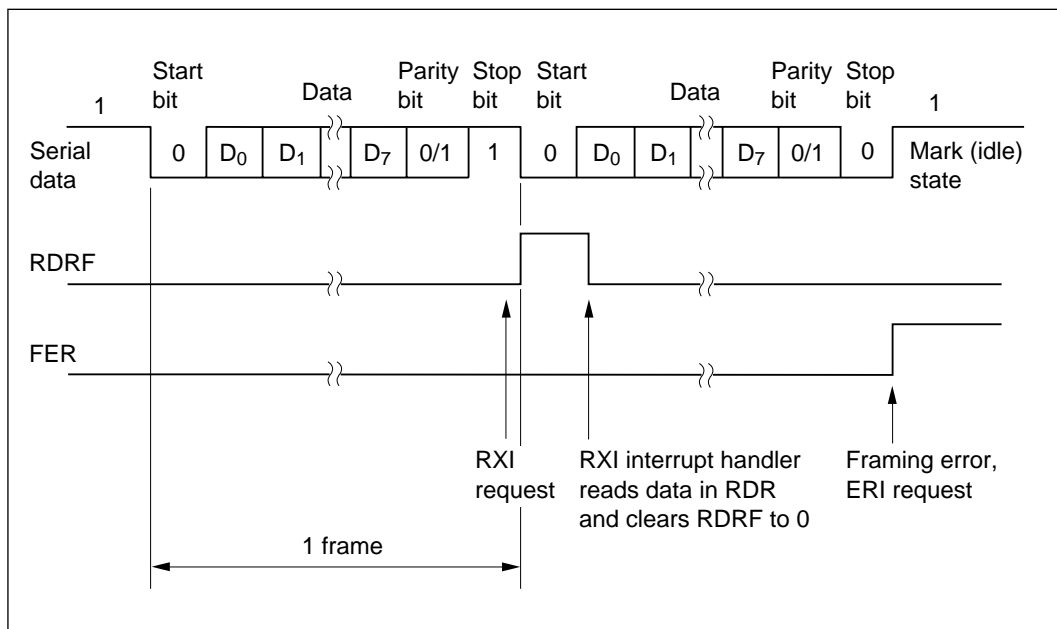 Start bit
Data
Parity bit
Stop bit
Start bit
Data
Parity bit
Stop bit
1
1
Serial data
0
D0
D1
D7
0/1
1
0
D0
D1
D7
0/1
0
Mark (idle) state
RDRF
FER
RXI request
RXI interrupt handler
reads data in RDR
and clears RDRF to 0
Framing error,
ERI request
1 frame